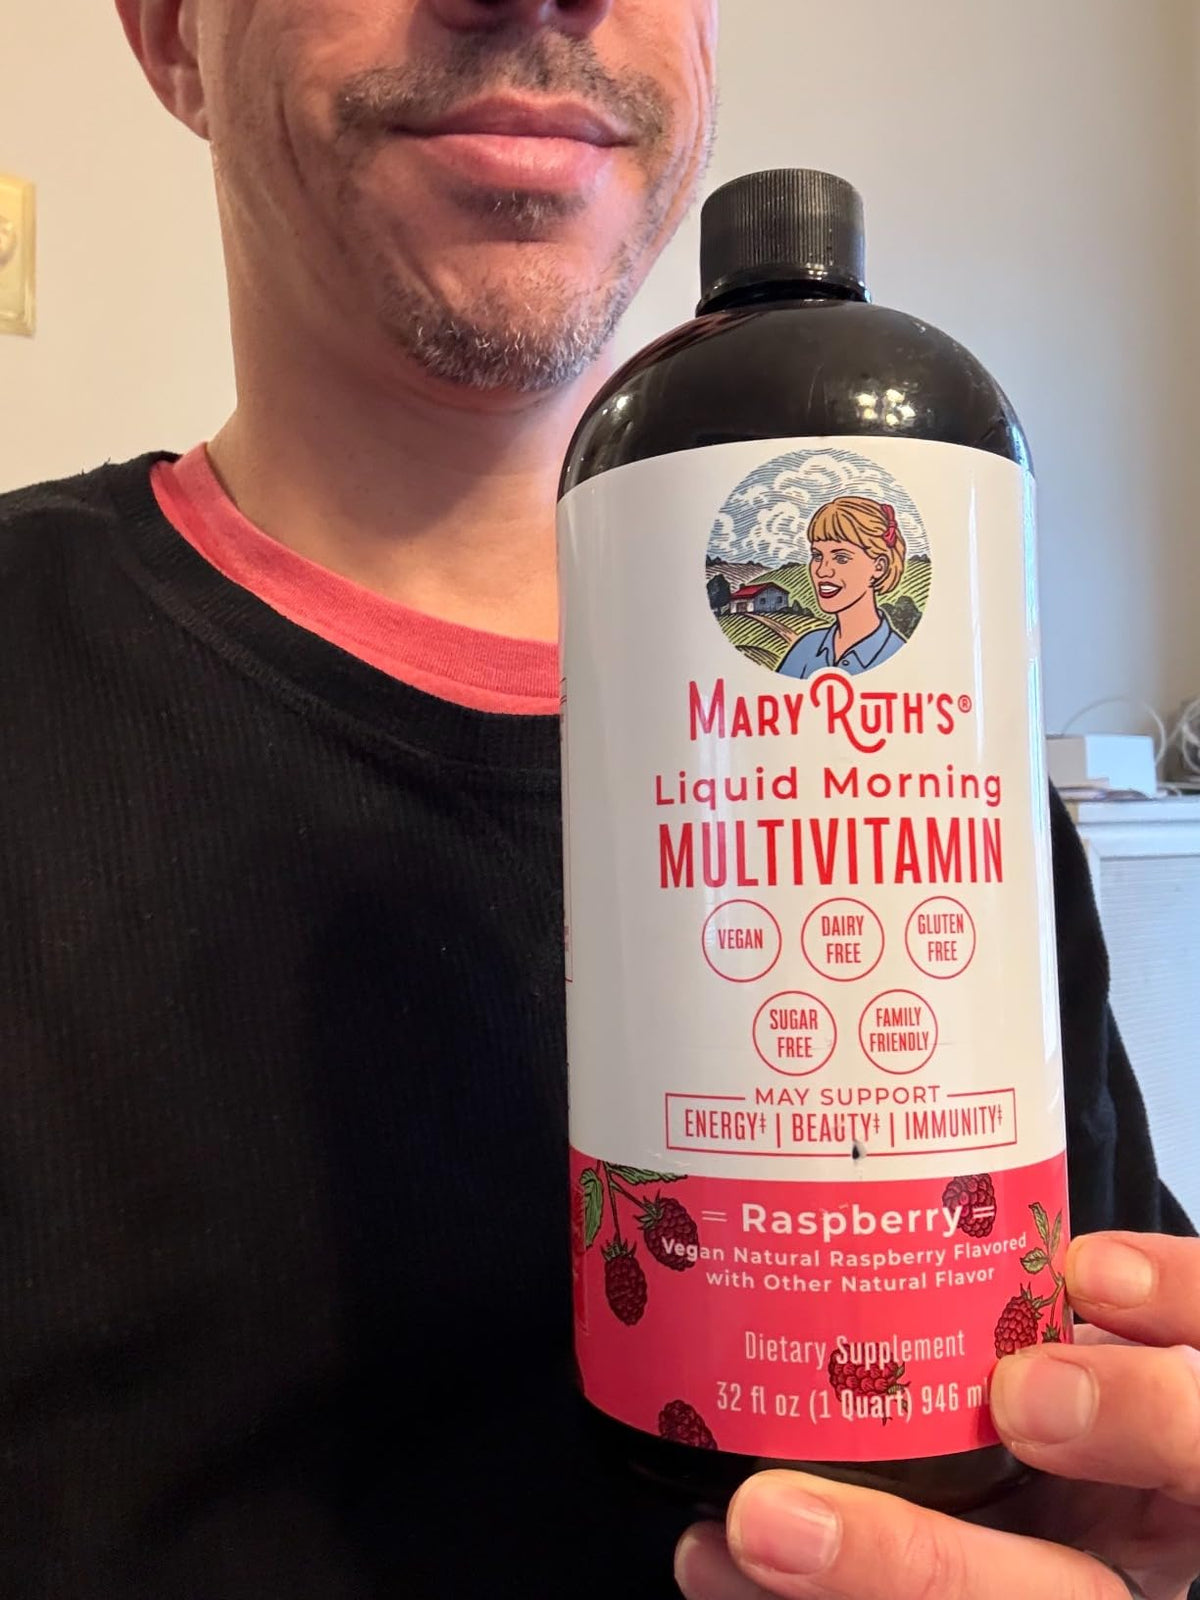 MARY RUTH'S®
Liquid Morning
MULTIVITAMIN
VEGAN
DAIRY
FREE
GLUTEN
FREE
SUGAR
FREE
FAMILY
FRIENDLY
MAY SUPPORT
ENERGY‡ | BEAUTY‡ | IMMUNITY‡
= Raspberry =
Vegan Natural Raspberry Flavored
with Other Natural Flavor
Dietary Supplement
32 fl oz (1 Quart) 946 m